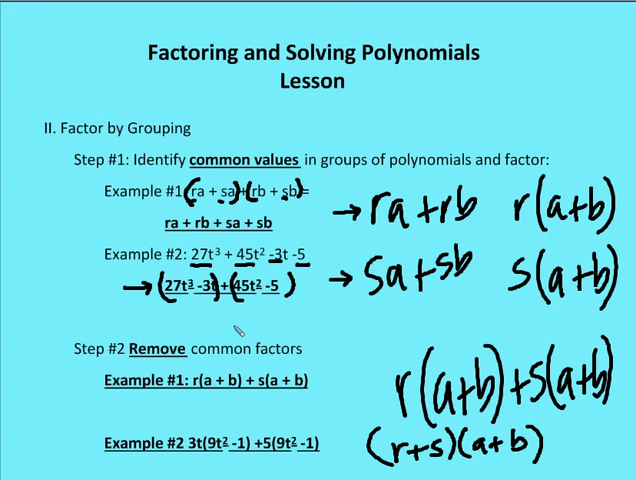 Factoring and Solving Polynomials
Lesson
II. Factor by Grouping
Step #1: Identify common values in groups of polynomials and factor:
Example #1: ra + sa + rb + sb =
ra + rb + sa + sb
→ ra + rb r(a+b)
Example #2: 27t³ + 45t² -3t -5
→ sa + sb s(a+b)
→ (27t³ -3t) + (45t² -5)
Step #2 Remove common factors
Example #1: r(a + b) + s(a + b)
r(a+b)+s(a+b)
(r+s)(a+b)
Example #2 3t(9t² -1) +5(9t² -1)